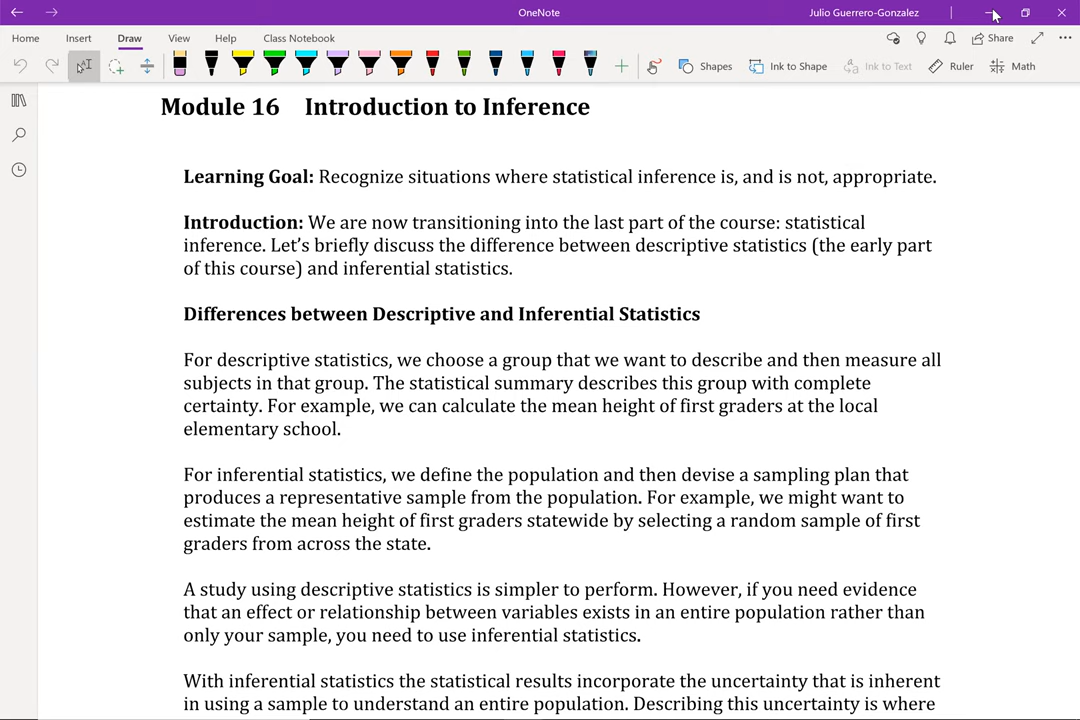 OneNote
Julio Guerrero-Gonzalez
Home Insert Draw View Help Class Notebook
Share
Shapes Ink to Shape Ink to Text Ruler Math
Module 16 Introduction to Inference
Learning Goal: Recognize situations where statistical inference is, and is not, appropriate.
Introduction: We are now transitioning into the last part of the course: statistical
inference. Let's briefly discuss the difference between descriptive statistics (the early part
of this course) and inferential statistics.
Differences between Descriptive and Inferential Statistics
For descriptive statistics, we choose a group that we want to describe and then measure all
subjects in that group. The statistical summary describes this group with complete
certainty. For example, we can calculate the mean height of first graders at the local
elementary school.
For inferential statistics, we define the population and then devise a sampling plan that
produces a representative sample from the population. For example, we might want to
estimate the mean height of first graders statewide by selecting a random sample of first
graders from across the state.
A study using descriptive statistics is simpler to perform. However, if you need evidence
that an effect or relationship between variables exists in an entire population rather than
only your sample, you need to use inferential statistics.
With inferential statistics the statistical results incorporate the uncertainty that is inherent
in using a sample to understand an entire population. Describing this uncertainty is where